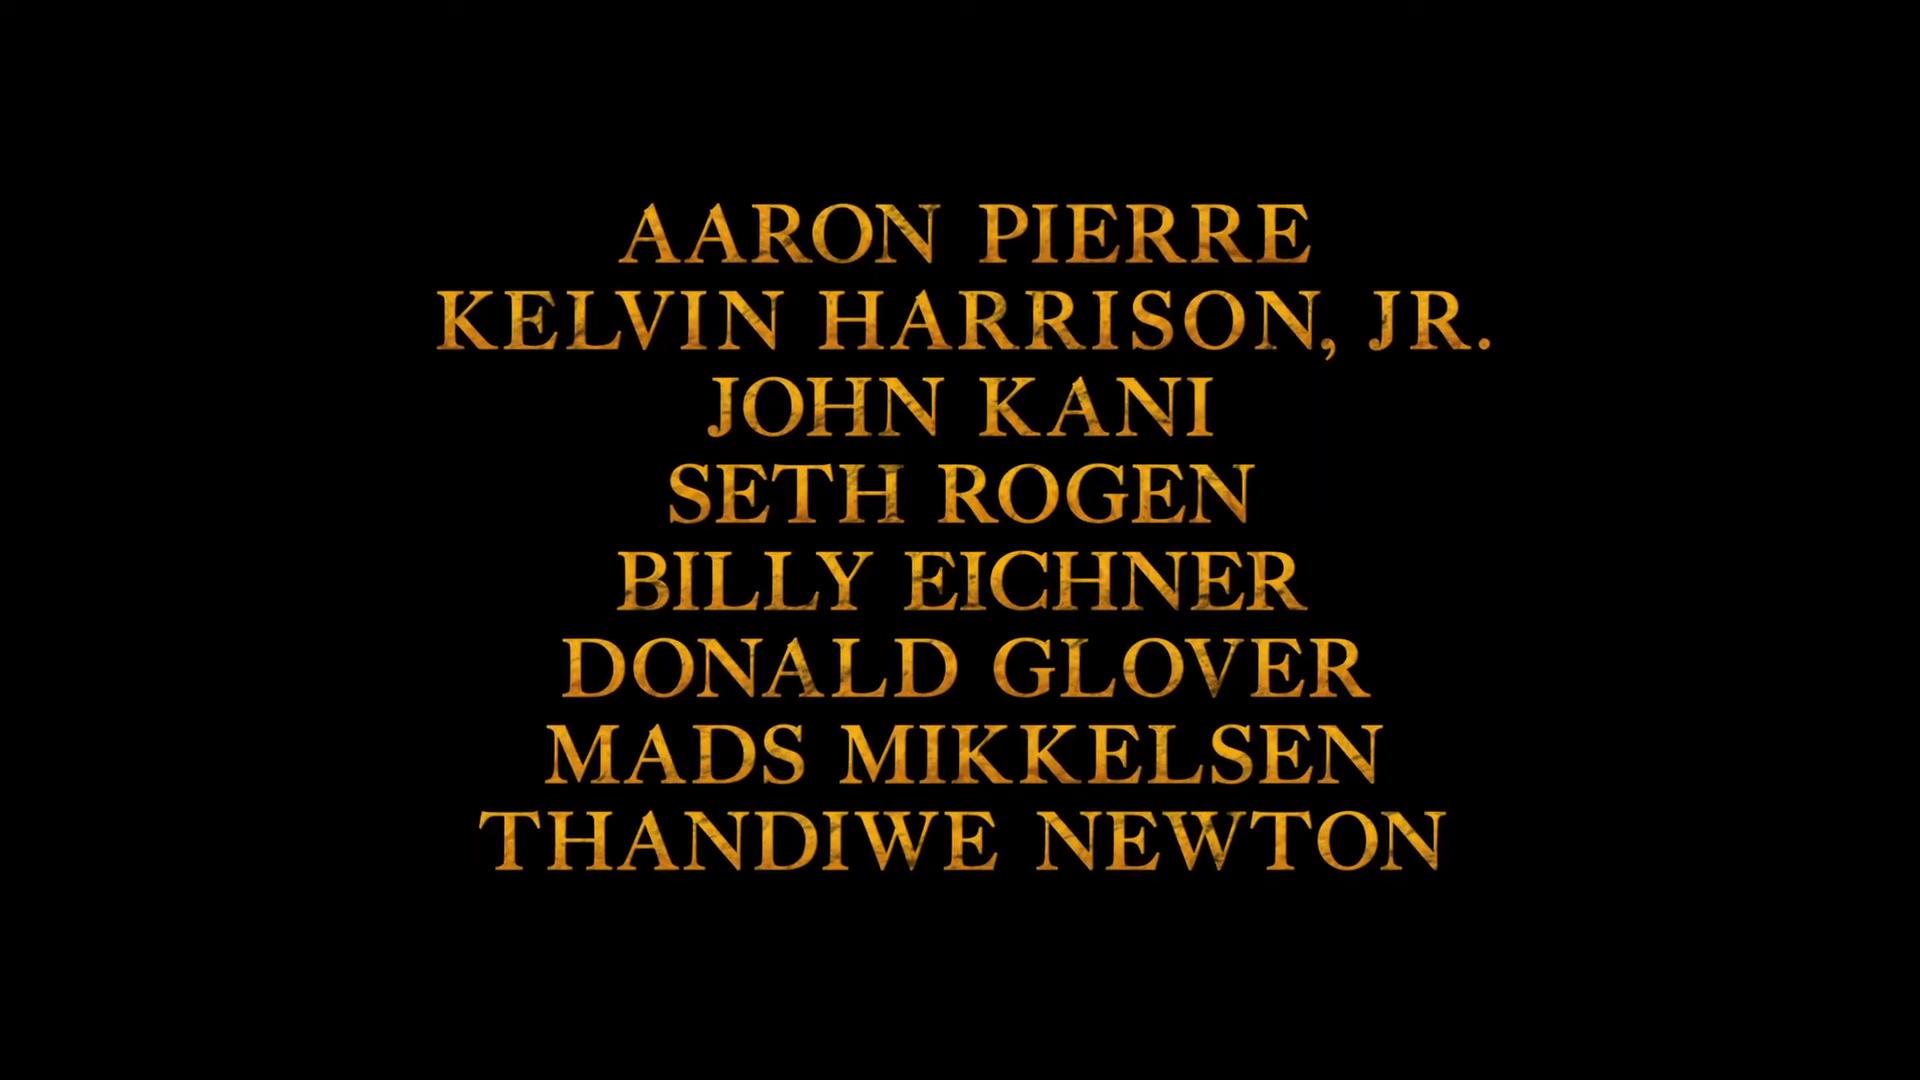 AARON PIERRE
KELVIN HARRISON, JR.
JOHN KANI
SETH ROGEN
BILLY EICHNER
DONALD GLOVER
MADS MIKKELSEN
THANDIWE NEWTON